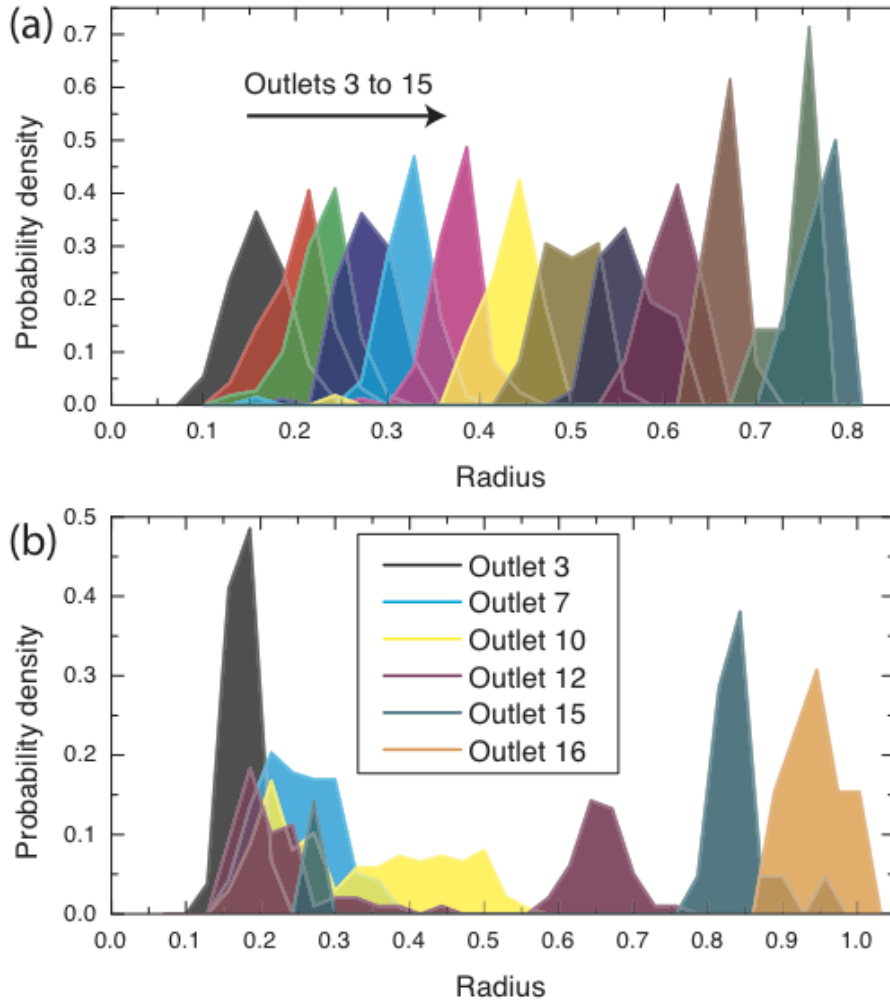 (a)
0.7
0.6
0.5
0.4
0.3
0.2
0.1
0.0
Probability density
Outlets 3 to 15
0.0 0.1 0.2 0.3 0.4 0.5 0.6 0.7 0.8
Radius
(b)
0.5
0.4
0.3
0.2
0.1
0.0
Probability density
Outlet 3
Outlet 7
Outlet 10
Outlet 12
Outlet 15
Outlet 16
0.0 0.1 0.2 0.3 0.4 0.5 0.6 0.7 0.8 0.9 1.0
Radius